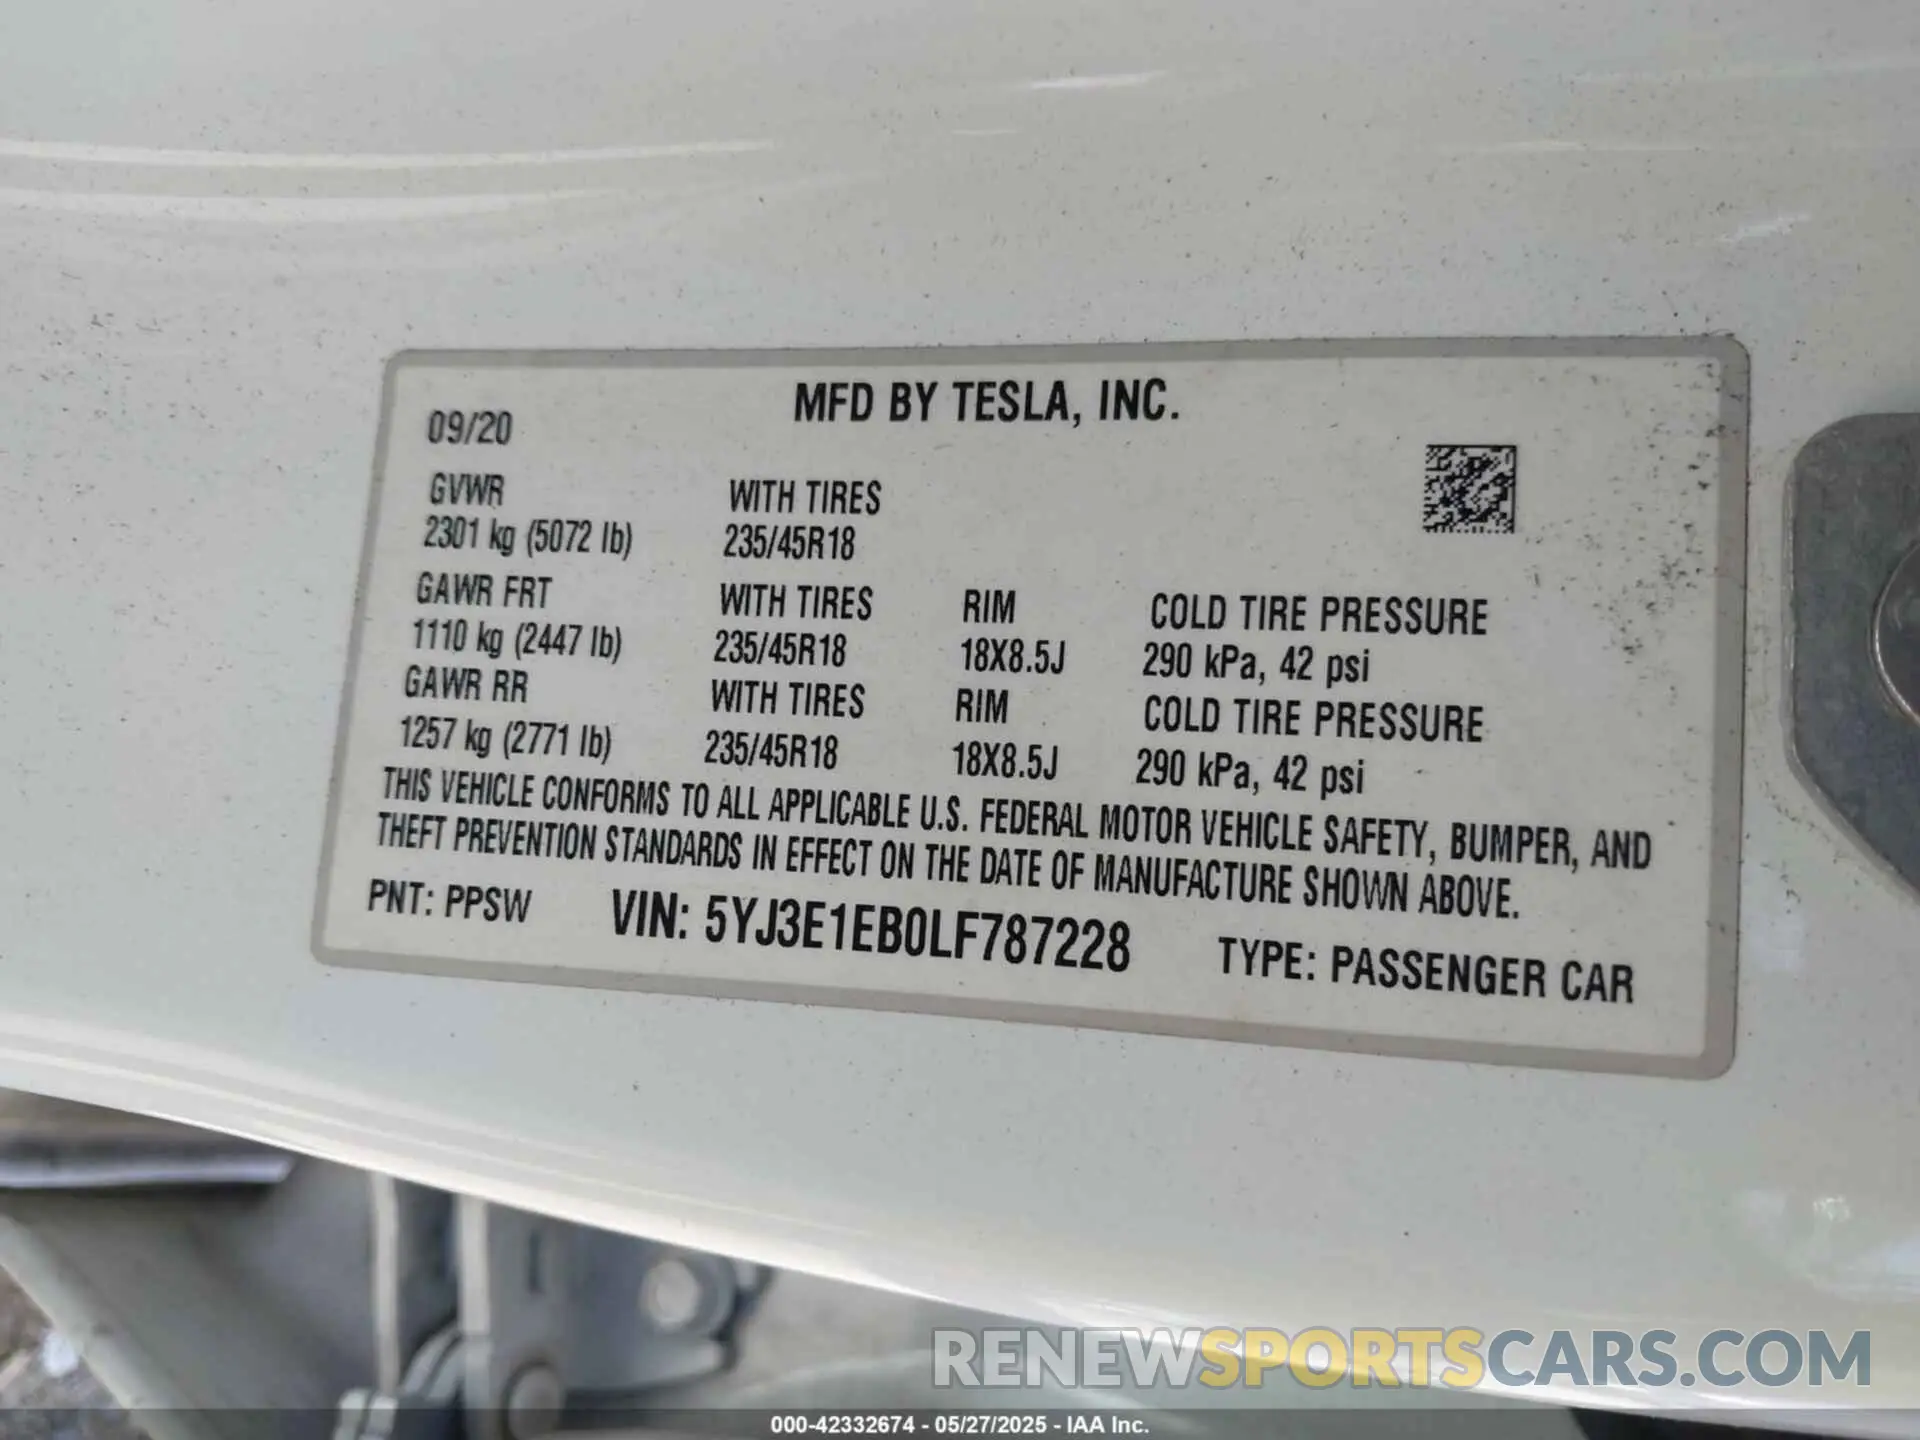 MFD BY TESLA, INC.
09/20
GVWR WITH TIRES
2301 kg (5072 lb) 235/45R18
GAWR FRT WITH TIRES RIM COLD TIRE PRESSURE
1110 kg (2447 lb) 235/45R18 18X8.5J 290 kPa, 42 psi
GAWR RR WITH TIRES RIM COLD TIRE PRESSURE
1257 kg (2771 lb) 235/45R18 18X8.5J 290 kPa, 42 psi
THIS VEHICLE CONFORMS TO ALL APPLICABLE U.S. FEDERAL MOTOR VEHICLE SAFETY, BUMPER, AND
THEFT PREVENTION STANDARDS IN EFFECT ON THE DATE OF MANUFACTURE SHOWN ABOVE.
PNT: PPSW VIN: 5YJ3E1EB0LF787228 TYPE: PASSENGER CAR
RENEWSPORTSCARS.COM
000-42332674 - 05/27/2025 - IAA Inc.